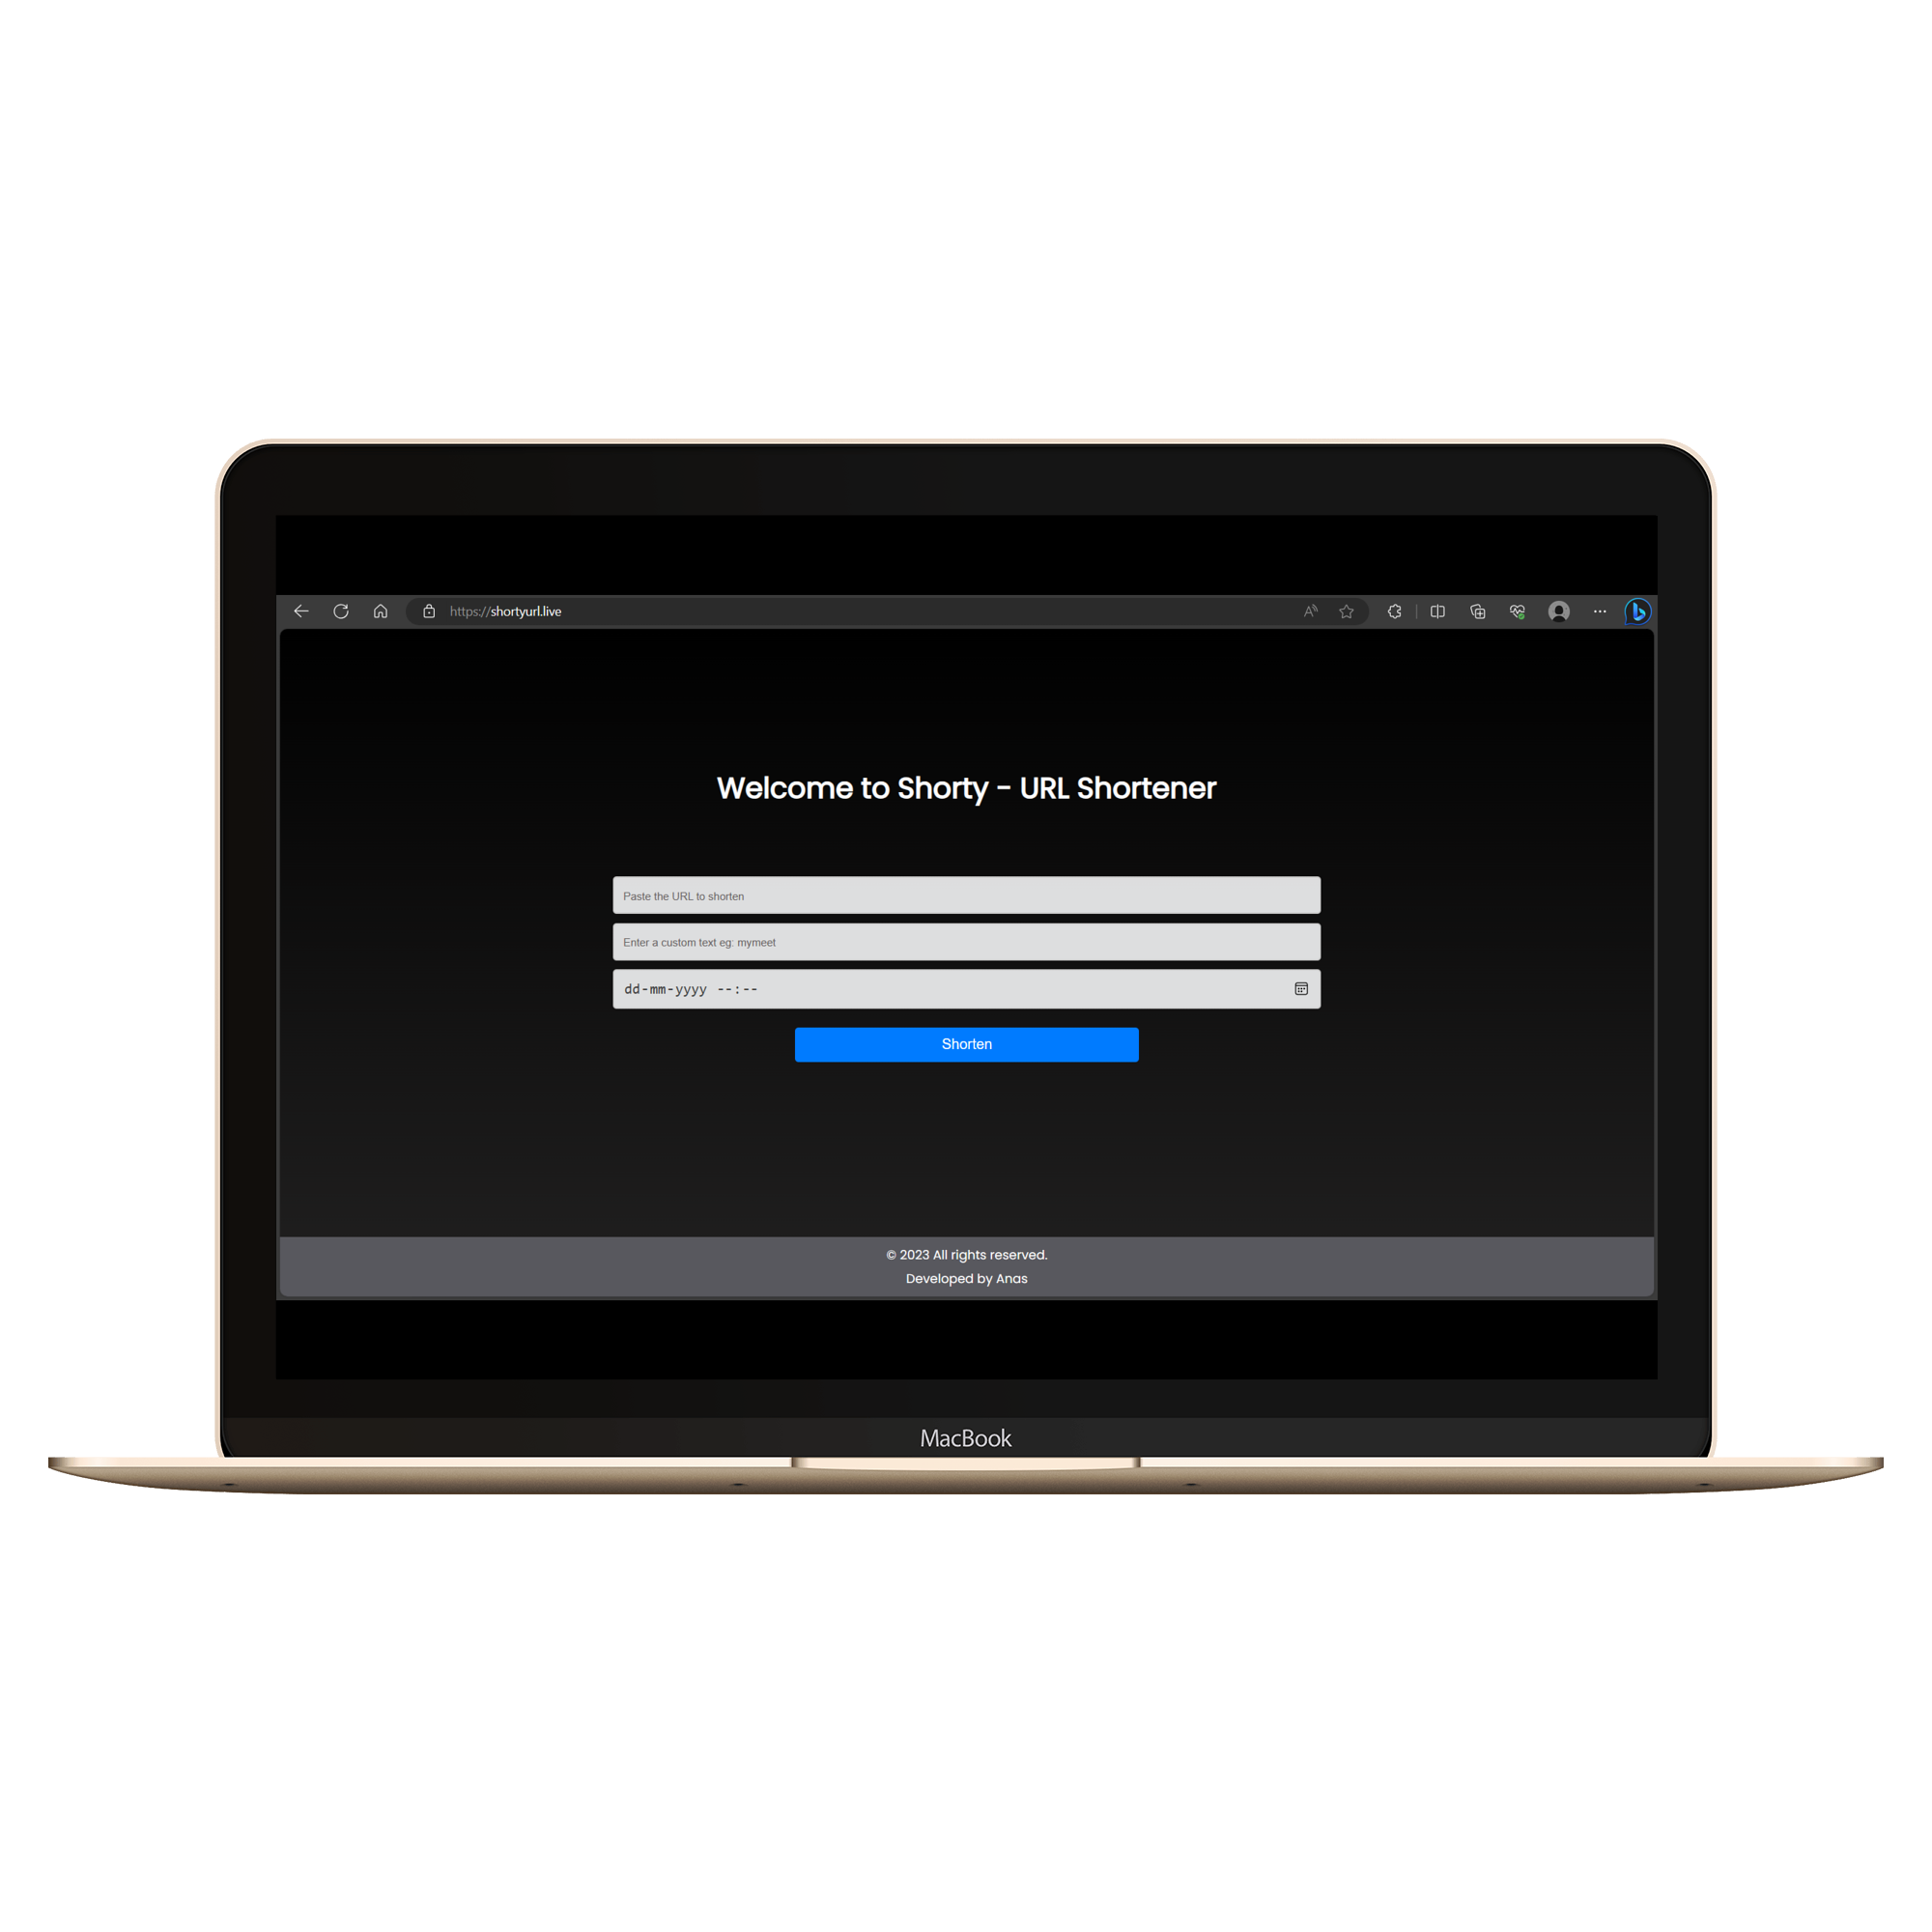 https://shortyurl.live
Welcome to Shorty - URL Shortener
Paste the URL to shorten
Enter a custom text eg: mymeet
dd-mm-yyyy --:--
Shorten
© 2023 All rights reserved.
Developed by Anas
MacBook